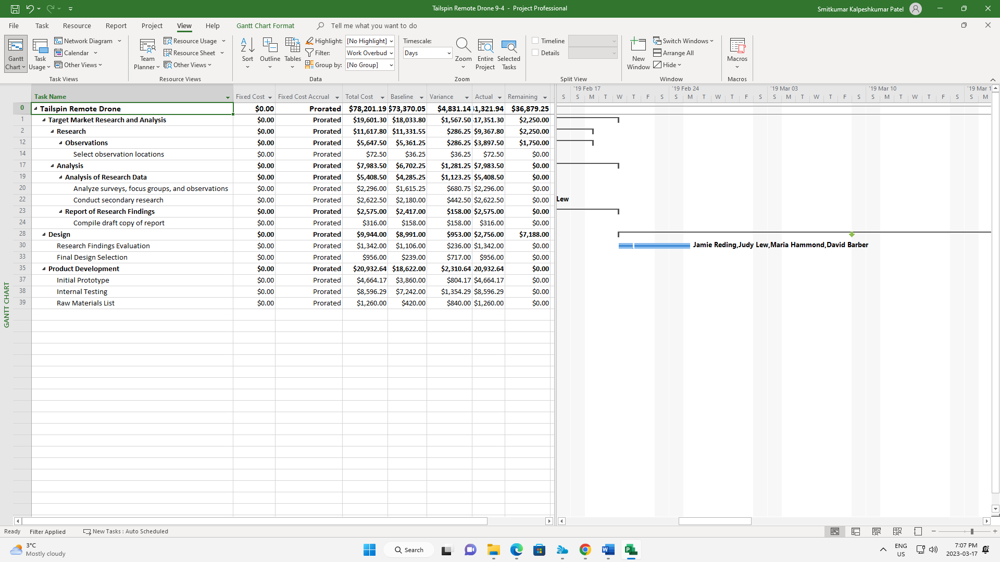 Tailspin Remote Drone 9-4 - Project Professional
Smitkumar Kalpeshkumar Patel
File Task Resource Report Project View Help Gantt Chart Format Tell me what you want to do
Gantt Chart
Task Usage
Network Diagram
Calendar
Other Views
Task Views
Team Planner
Resource Usage
Resource Sheet
Other Views
Resource Views
Sort
Outline
Tables
Highlight: [No Highlight]
Filter: Work Overbud
Group by: [No Group]
Data
Timescale:
Days
Zoom
Entire Project
Selected Tasks
Zoom
Timeline
Details
Split View
New Window
Switch Windows
Arrange All
Hide
Window
Macros
Macros
Task Name Fixed Cost Fixed Cost Accrual Total Cost Baseline Variance Actual Remaining
0 Tailspin Remote Drone $0.00 Prorated $78,201.19 $73,370.05 $4,831.14 1,321.94 $36,879.25
1 Target Market Research and Analysis $0.00 Prorated $19,601.30 $18,033.80 $1,567.50 17,351.30 $2,250.00
2 Research $0.00 Prorated $11,617.80 $11,331.55 $286.25 $9,367.80 $2,250.00
12 Observations $0.00 Prorated $5,647.50 $5,361.25 $286.25 $3,897.50 $1,750.00
14 Select observation locations $0.00 Prorated $72.50 $36.25 $36.25 $72.50 $0.00
17 Analysis $0.00 Prorated $7,983.50 $6,702.25 $1,281.25 $7,983.50 $0.00
19 Analysis of Research Data $0.00 Prorated $5,408.50 $4,285.25 $1,123.25 $5,408.50 $0.00
20 Analyze surveys, focus groups, and observations $0.00 Prorated $2,296.00 $1,615.25 $680.75 $2,296.00 $0.00
22 Conduct secondary research $0.00 Prorated $2,622.50 $2,180.00 $442.50 $2,622.50 $0.00
23 Report of Research Findings $0.00 Prorated $2,575.00 $2,417.00 $158.00 $2,575.00 $0.00
24 Compile draft copy of report $0.00 Prorated $316.00 $158.00 $158.00 $316.00 $0.00
28 Design $0.00 Prorated $9,944.00 $8,991.00 $953.00 $2,756.00 $7,188.00
30 Research Findings Evaluation $0.00 Prorated $1,342.00 $1,106.00 $236.00 $1,342.00 $0.00
33 Final Design Selection $0.00 Prorated $956.00 $239.00 $717.00 $956.00 $0.00
35 Product Development $0.00 Prorated $20,932.64 $18,622.00 $2,310.64 20,932.64 $0.00
37 Initial Prototype $0.00 Prorated $4,664.17 $3,860.00 $804.17 $4,664.17 $0.00
38 Internal Testing $0.00 Prorated $8,596.29 $7,242.00 $1,354.29 $8,596.29 $0.00
39 Raw Materials List $0.00 Prorated $1,260.00 $420.00 $840.00 $1,260.00 $0.00
GANTT CHART
'19 Feb 17 '19 Feb 24 '19 Mar 03 '19 Mar 10 '19 Mar 1
S S M T W T F S S M T W T F S S M T W T F S S M T W T F S S M
Lew
Jamie Reding,Judy Lew,Maria Hammond,David Barber
Ready Filter Applied New Tasks : Auto Scheduled
3°C
Mostly cloudy
Search
ENG
US
7:07 PM
2023-03-17